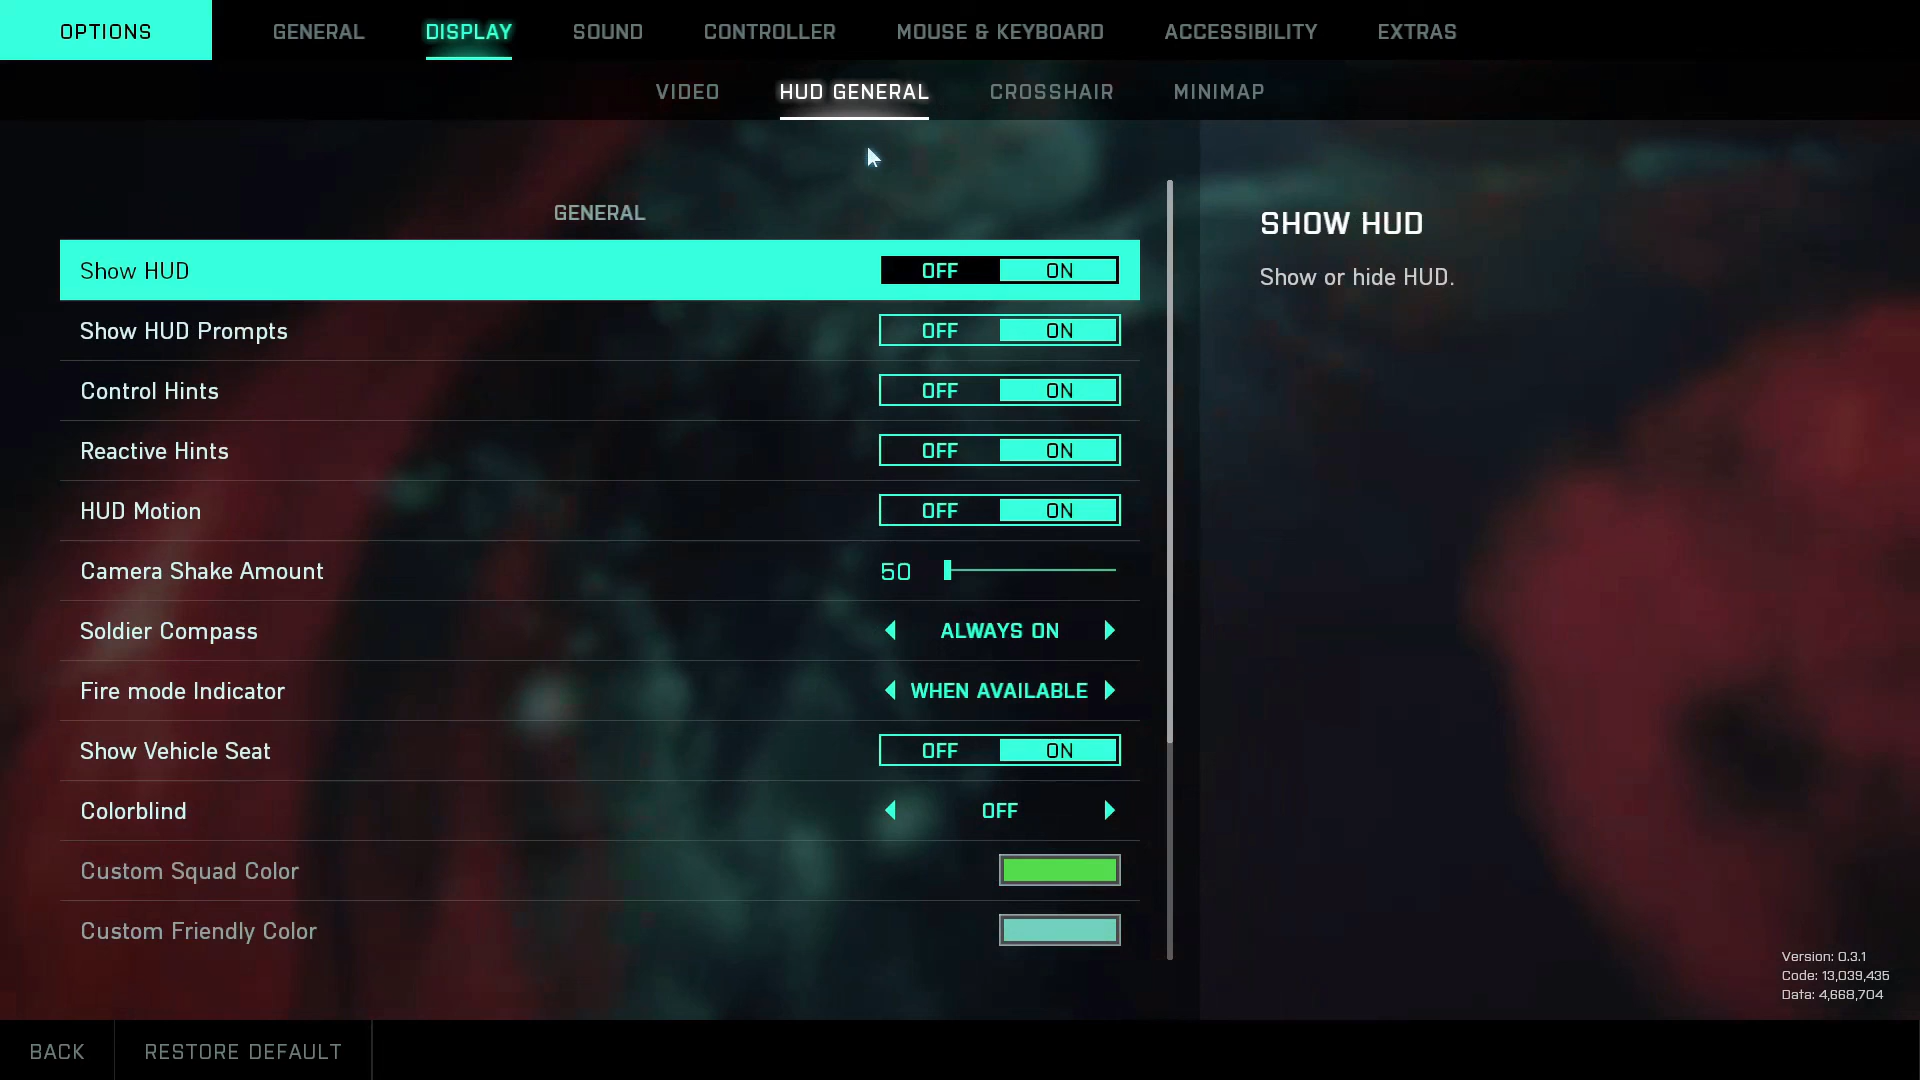 OPTIONS GENERAL DISPLAY SOUND CONTROLLER MOUSE & KEYBOARD ACCESSIBILITY EXTRAS
VIDEO HUD GENERAL CROSSHAIR MINIMAP
GENERAL
Show HUD OFF ON
Show HUD Prompts OFF ON
Control Hints OFF ON
Reactive Hints OFF ON
HUD Motion OFF ON
Camera Shake Amount 50
Soldier Compass ALWAYS ON
Fire mode Indicator WHEN AVAILABLE
Show Vehicle Seat OFF ON
Colorblind OFF
Custom Squad Color
Custom Friendly Color
SHOW HUD
Show or hide HUD.
Version: 0.3.1
Code: 13,039,435
Data: 4,668,704
BACK RESTORE DEFAULT